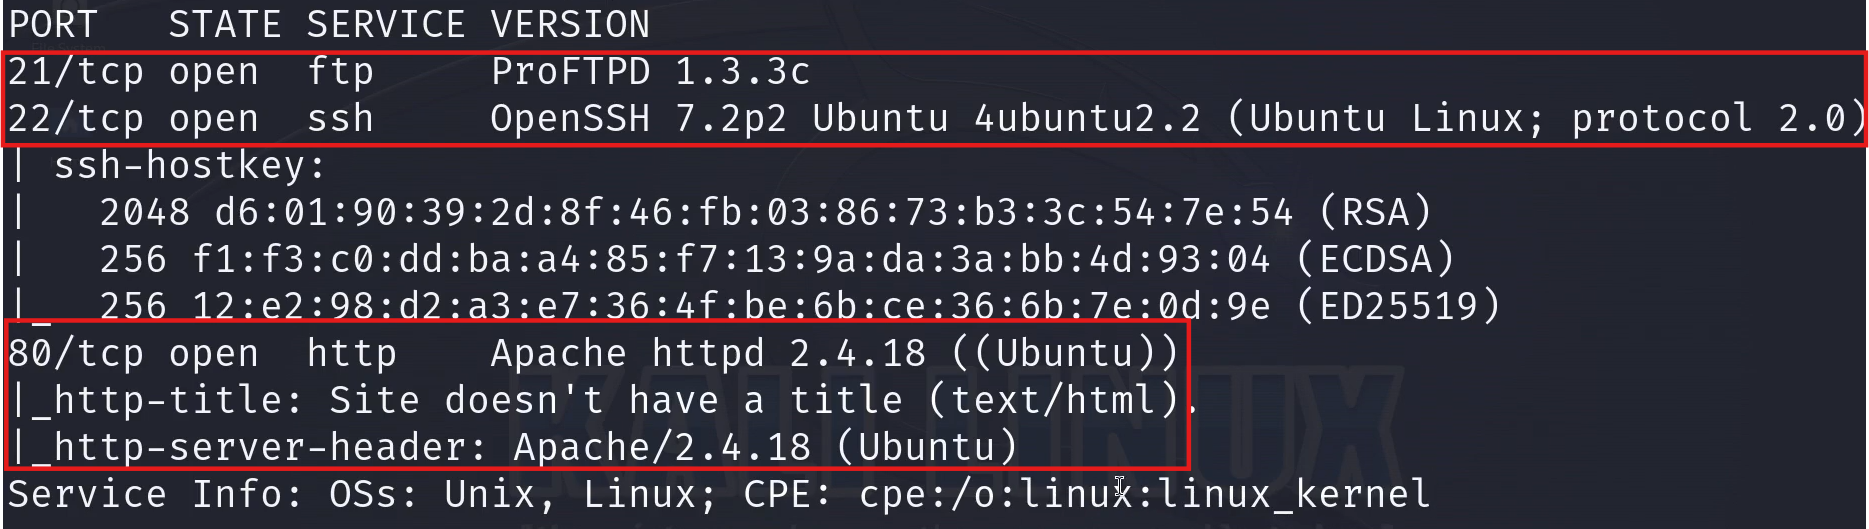 PORT   STATE SERVICE VERSION
21/tcp open  ftp     ProFTPD 1.3.3c
22/tcp open  ssh     OpenSSH 7.2p2 Ubuntu 4ubuntu2.2 (Ubuntu Linux; protocol 2.0)
| ssh-hostkey:
|   2048 d6:01:90:39:2d:8f:46:fb:03:86:73:b3:3c:54:7e:54 (RSA)
|   256 f1:f3:c0:dd:ba:a4:85:f7:13:9a:da:3a:bb:4d:93:04 (ECDSA)
|_  256 12:e2:98:d2:a3:e7:36:4f:be:6b:ce:36:6b:7e:0d:9e (ED25519)
80/tcp open  http    Apache httpd 2.4.18 ((Ubuntu))
|_http-title: Site doesn't have a title (text/html).
|_http-server-header: Apache/2.4.18 (Ubuntu)
KALI LINUX
Service Info: OSs: Unix, Linux; CPE: cpe:/o:linux:linux_kernel